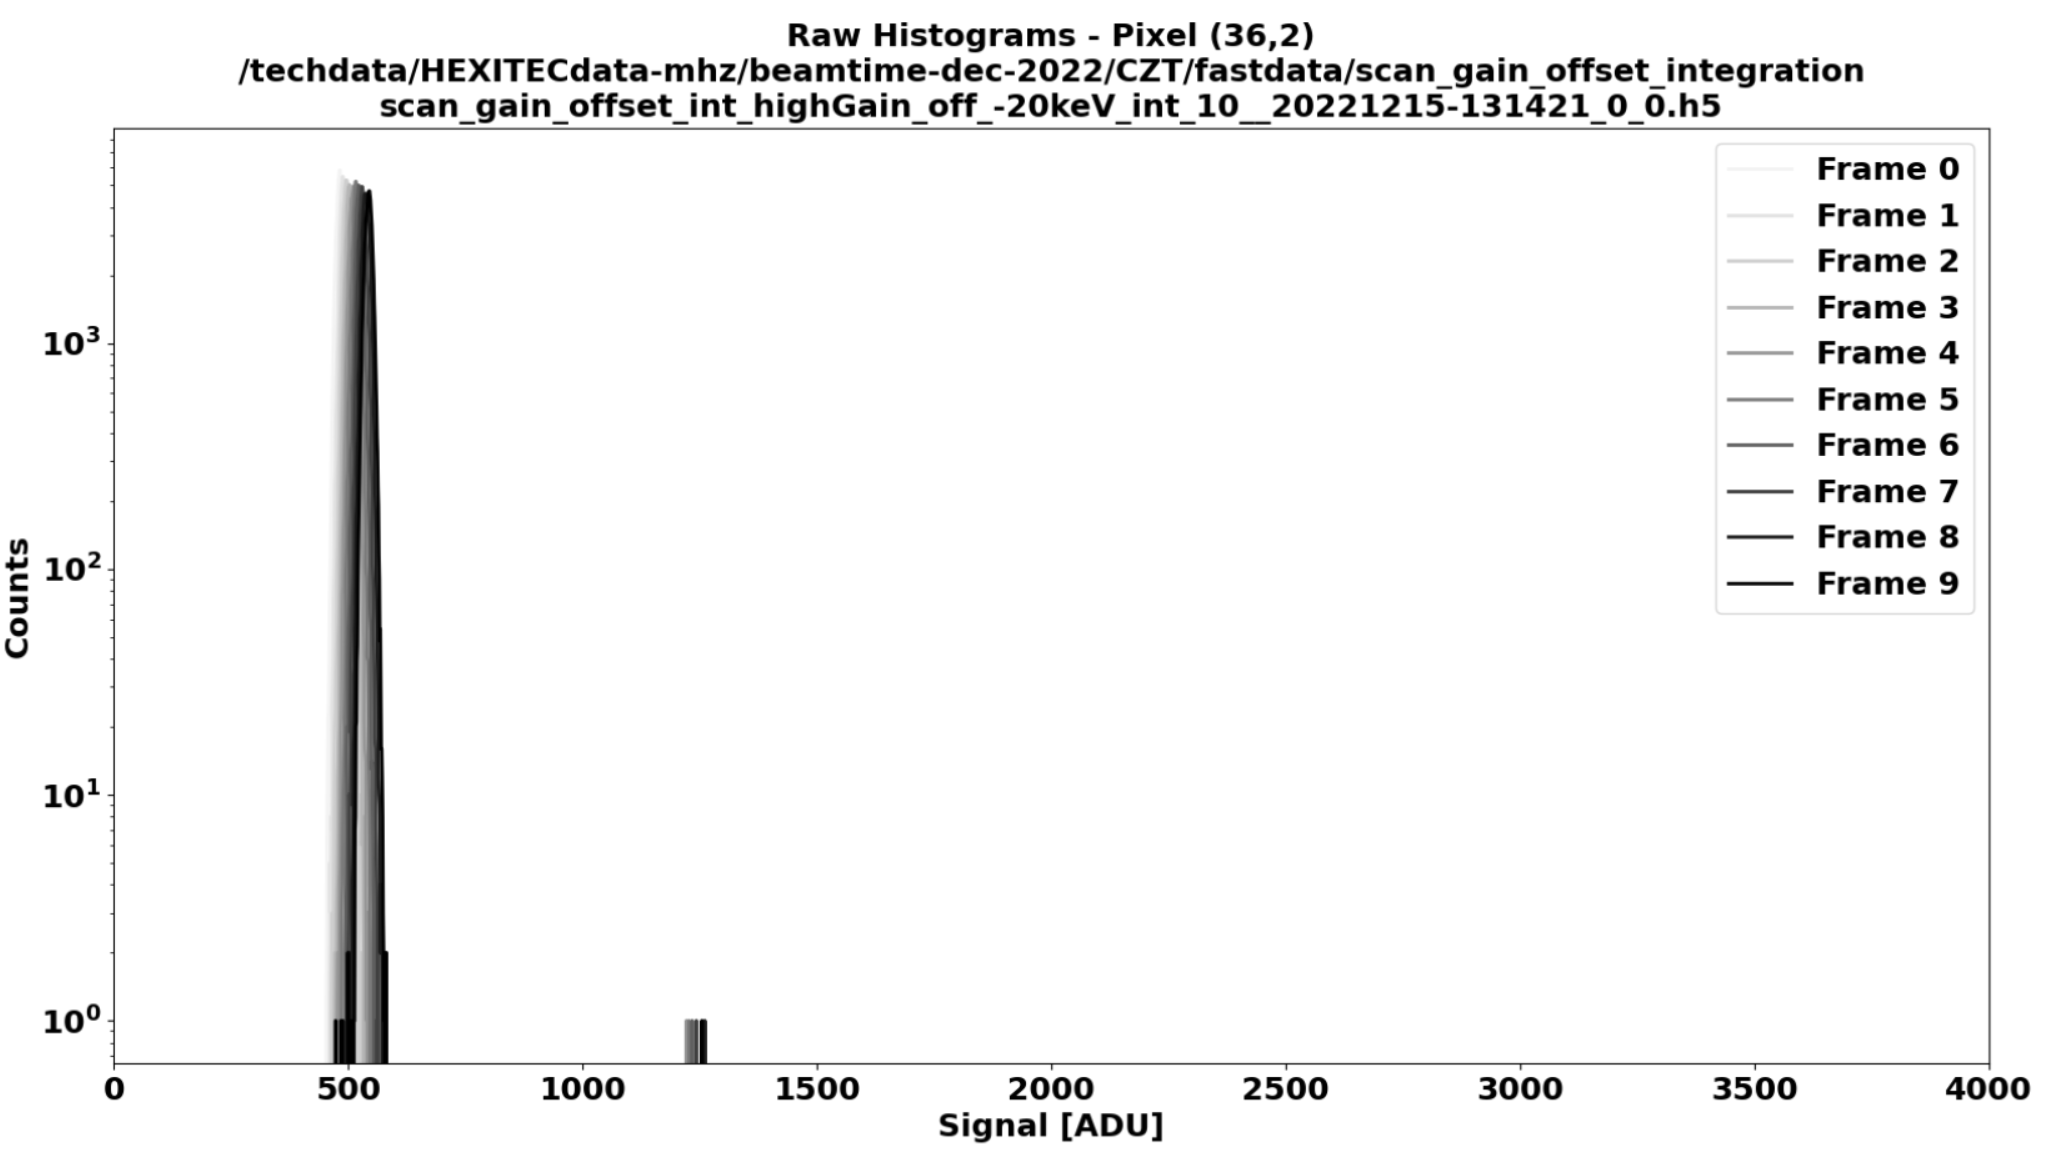 Raw Histograms - Pixel (36,2)
/techdata/HEXITECdata-mhz/beamtime-dec-2022/CZT/fastdata/scan_gain_offset_integration
scan_gain_offset_int_highGain_off_-20keV_int_10__20221215-131421_0_0.h5
Frame 0
Frame 1
Frame 2
Frame 3
Frame 4
Frame 5
Frame 6
Frame 7
Frame 8
Frame 9
Counts
10³
10²
10¹
10⁰
0 500 1000 1500 2000 2500 3000 3500 4000
Signal [ADU]